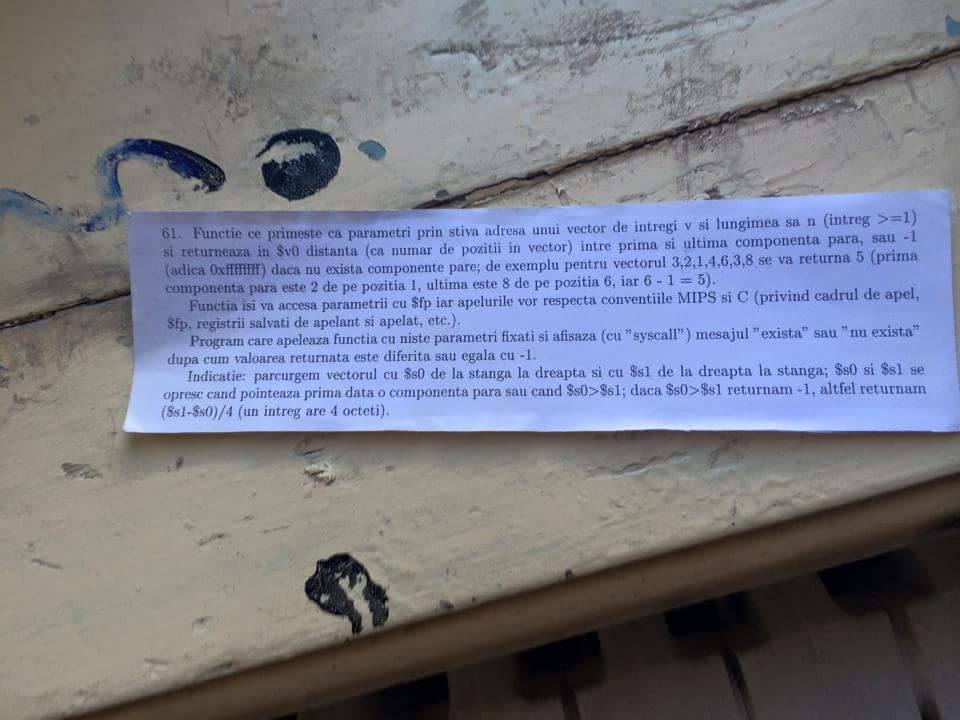 61. Functie ce primeste ca parametri prin stiva adresa unui vector de intregi v si lungimea sa n (intreg >=1)
si returneaza in $v0 distanta (ca numar de pozitii in vector) intre prima si ultima componenta para, sau -1
(adica 0xffffffff) daca nu exista componente pare; de exemplu pentru vectorul 3,2,1,4,6,3,8 se va returna 5 (prima
componenta para este 2 de pe pozitia 1, ultima este 8 de pe pozitia 6, iar 6 - 1 = 5).
Functia isi va accesa parametrii cu $fp iar apelurile vor respecta conventiile MIPS si C (privind cadrul de apel,
$fp, registrii salvati de apelant si apelat, etc.).
Program care apeleaza functia cu niste parametri fixati si afisaza (cu "syscall") mesajul "exista" sau "nu exista"
dupa cum valoarea returnata este diferita sau egala cu -1.
Indicatie: parcurgem vectorul cu $s0 de la stanga la dreapta si cu $s1 de la dreapta la stanga; $s0 si $s1 se
opresc cand pointeaza prima data o componenta para sau cand $s0>$s1; daca $s0>$s1 returnam -1, altfel returnam
($s1-$s0)/4 (un intreg are 4 octeti).